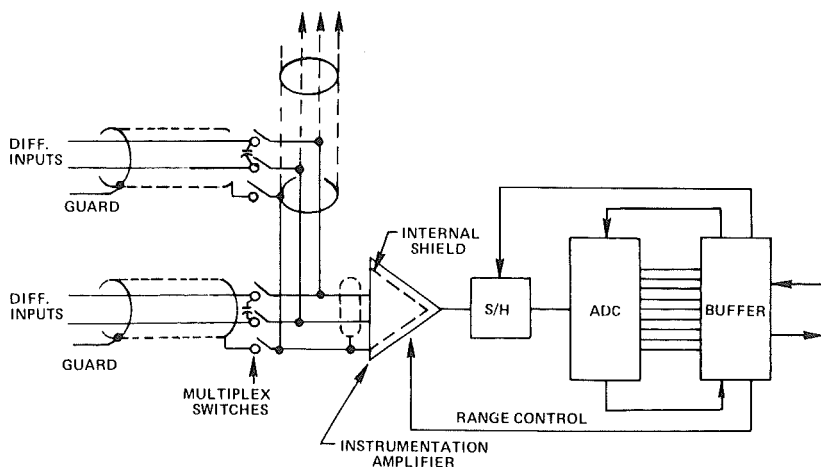 DIFF.
INPUTS
GUARD
INTERNAL
SHIELD
DIFF.
INPUTS
GUARD
S/H
ADC
BUFFER
MULTIPLEX
SWITCHES
RANGE CONTROL
INSTRUMENTATION
AMPLIFIER